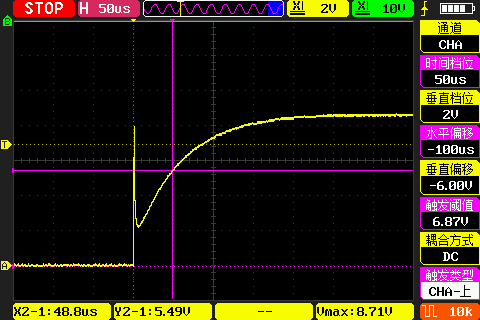 STOP H 50us X1 2V X1 10V
通道
CHA
时间档位
50us
垂直档位
2V
水平偏移
-100us
垂直偏移
-6.00V
触发阈值
6.87V
耦合方式
DC
触发类型
CHA-上
B
T
A
X2-1:48.8us Y2-1:5.49V -- Vmax:8.71V 10k